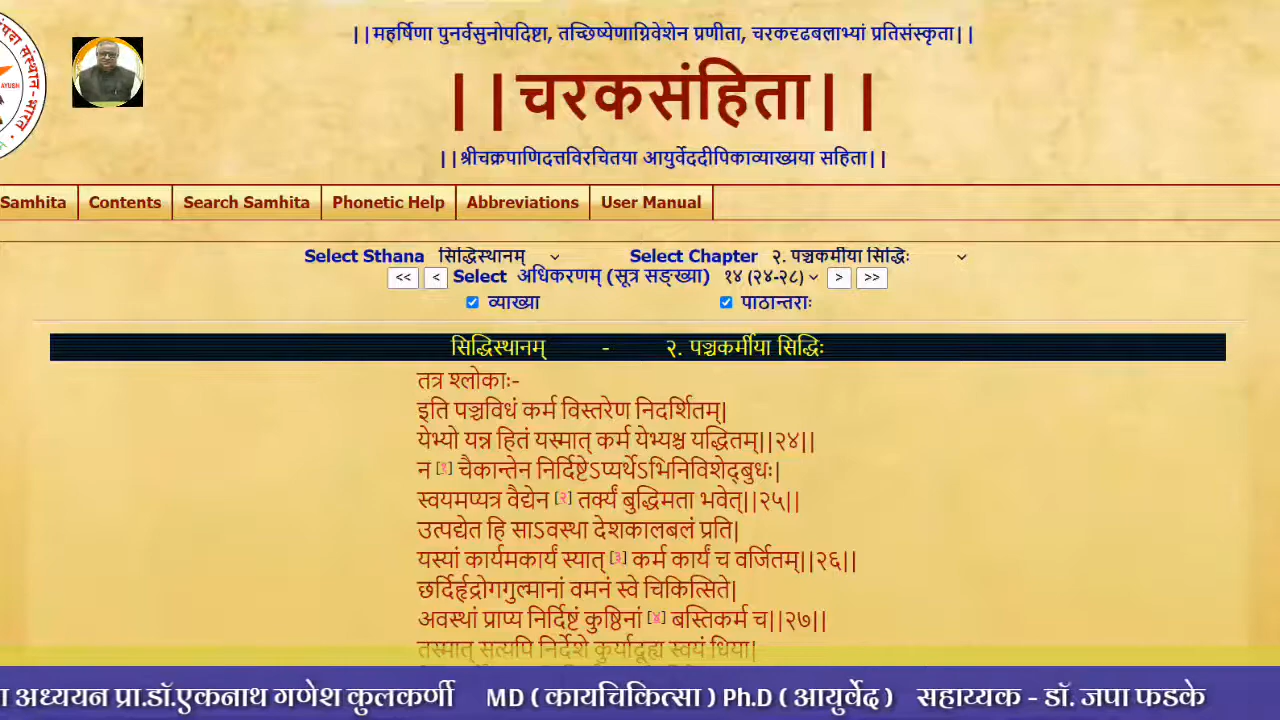 ||महर्षिणा पुनर्वसुनोपदिष्टा, तच्छिष्येणाग्निवेशेन प्रणीता, चरकदृढबलाभ्यां प्रतिसंस्कृता||
||चरकसंहिता||
||श्रीचक्रपाणिदत्तविरचितया आयुर्वेददीपिकाव्याख्यया सहिता||
Samhita Contents Search Samhita Phonetic Help Abbreviations User Manual
Select Sthana सिद्धिस्थानम् Select Chapter २. पञ्चकर्मीया सिद्धिः
<< < Select अधिकरणम् (सूत्र सङ्ख्या) १४ (२४-२८) > >>
व्याख्या पाठान्तराः
सिद्धिस्थानम् - २. पञ्चकर्मीया सिद्धिः
तत्र श्लोकाः-
इति पञ्चविधं कर्म विस्तरेण निदर्शितम्|
येभ्यो यन्न हितं यस्मात् कर्म येभ्यश्च यद्धितम्||२४||
न [१] चैकान्तेन निर्दिष्टेऽप्यर्थेऽभिनिविशेद्बुधः|
स्वयमप्यत्र वैद्येन [२] तर्क्यं बुद्धिमता भवेत्||२५||
उत्पद्येत हि साऽवस्था देशकालबलं प्रति|
यस्यां कार्यमकार्यं स्यात् [३] कर्म कार्यं च वर्जितम्||२६||
छर्दिर्हृद्रोगगुल्मानां वमनं स्वे चिकित्सिते|
अवस्थां प्राप्य निर्दिष्टं कुष्ठिनां [४] बस्तिकर्म च||२७||
तस्मात् सत्यपि निर्देशे कुर्यादूह्य स्वयं धिया|
अध्ययन प्रा.डॉ.एकनाथ गणेश कुलकर्णी MD ( कायचिकित्सा ) Ph.D ( आयुर्वेद ) सहाय्यक - डॉ. जपा फडके